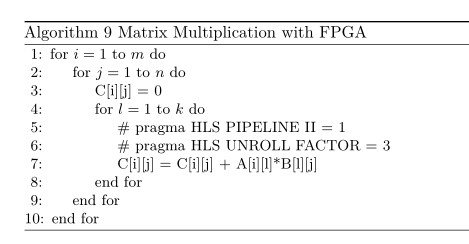 Algorithm 9 Matrix Multiplication with FPGA
1: for i = 1 to m do
2: for j = 1 to n do
3: C[i][j] = 0
4: for l = 1 to k do
5: # pragma HLS PIPELINE II = 1
6: # pragma HLS UNROLL FACTOR = 3
7: C[i][j] = C[i][j] + A[i][l]*B[l][j]
8: end for
9: end for
10: end for